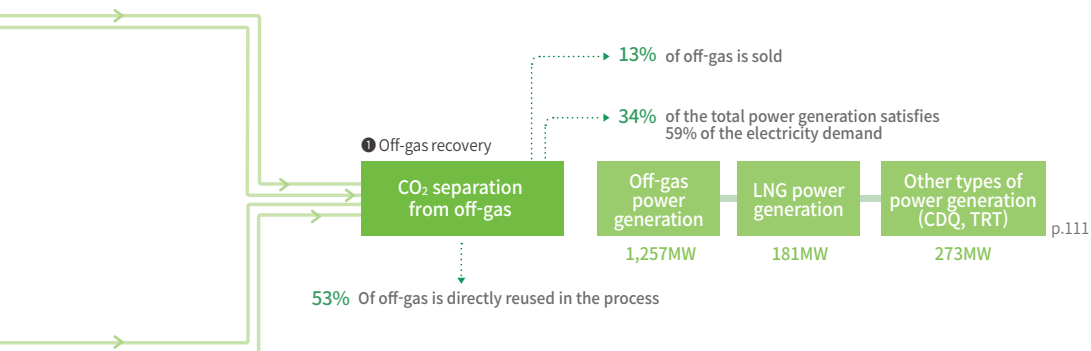 13% of off-gas is sold
34% of the total power generation satisfies
59% of the electricity demand
❶ Off-gas recovery
CO₂ separation
from off-gas
Off-gas
power
generation
LNG power
generation
Other types of
power generation
(CDQ, TRT)
p.111
1,257MW
181MW
273MW
53% Of off-gas is directly reused in the process